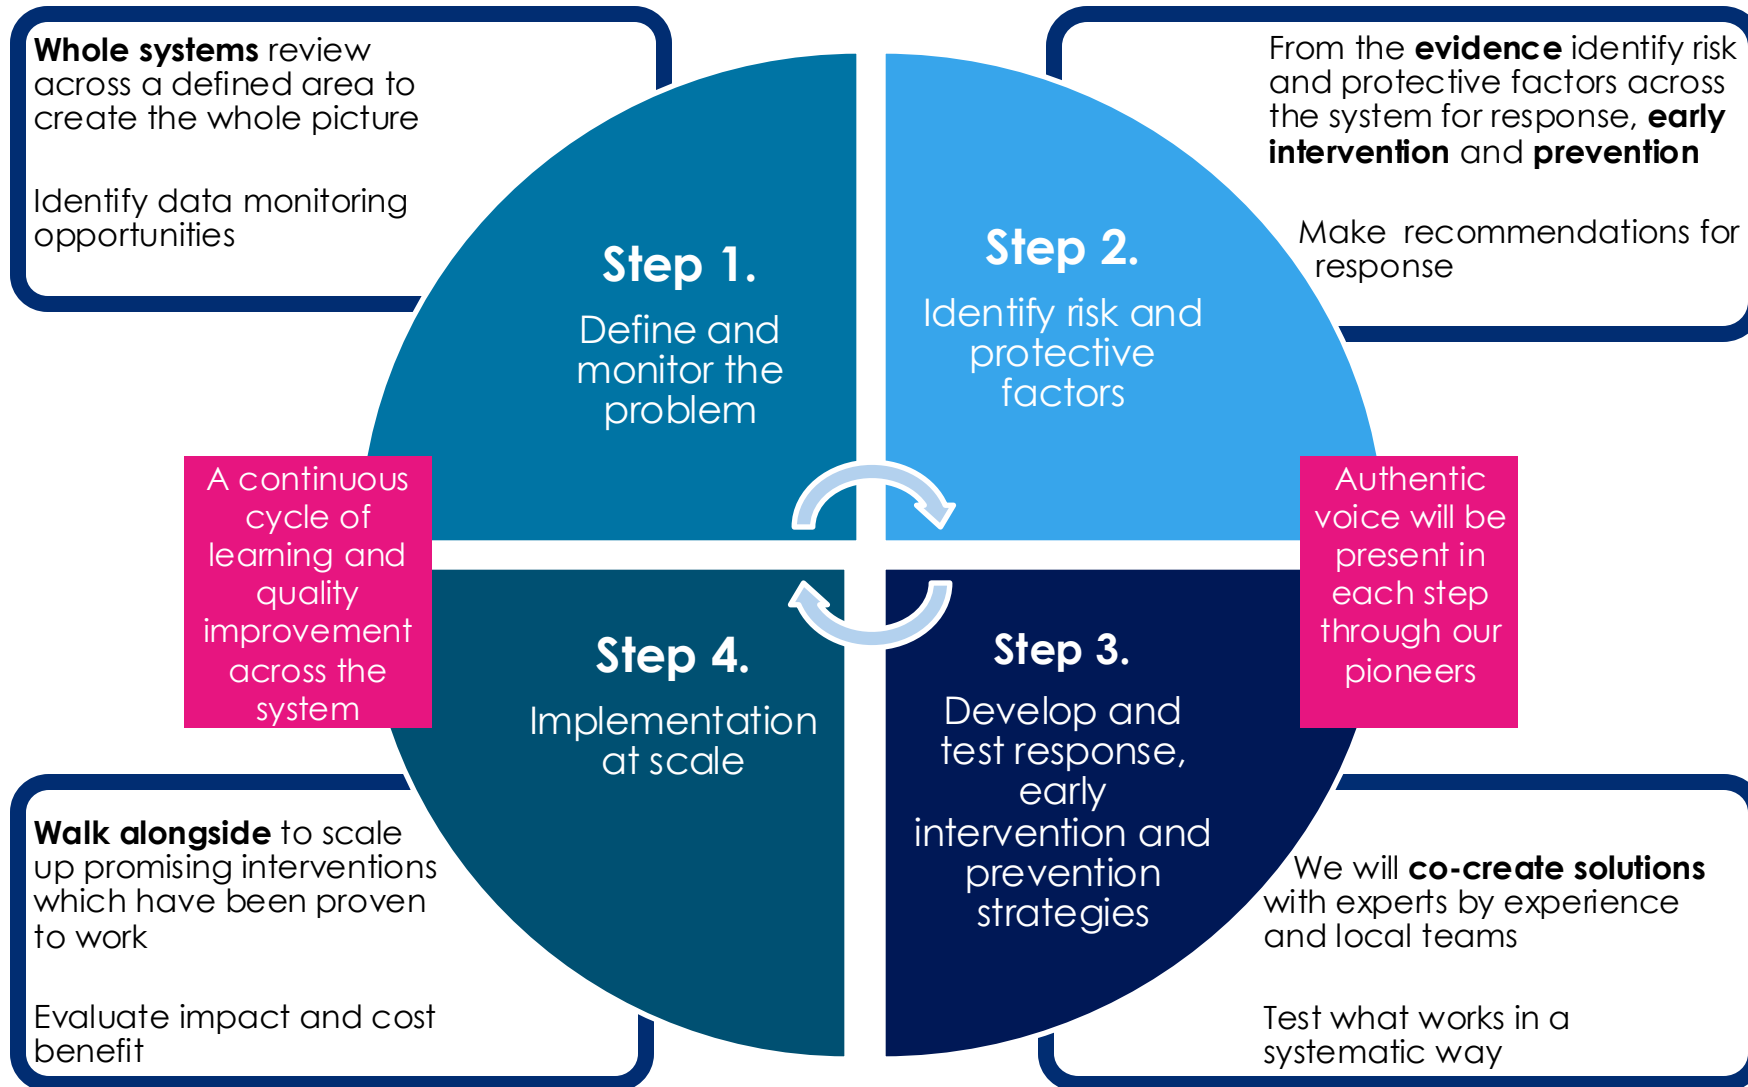 Whole systems review
across a defined area to
create the whole picture
Identify data monitoring
opportunities
From the evidence identify risk
and protective factors across
the system for response, early
intervention and prevention
Make recommendations for
response
Step 1.
Define and
monitor the
problem
Step 2.
Identify risk and
protective
factors
A continuous
cycle of
learning and
quality
improvement
across the
system
Authentic
voice will be
present in
each step
through our
pioneers
Step 4.
Implementation
at scale
Step 3.
Develop and
test response,
early
intervention and
prevention
strategies
Walk alongside to scale
up promising interventions
which have been proven
to work
Evaluate impact and cost
benefit
We will co-create solutions
with experts by experience
and local teams
Test what works in a
systematic way